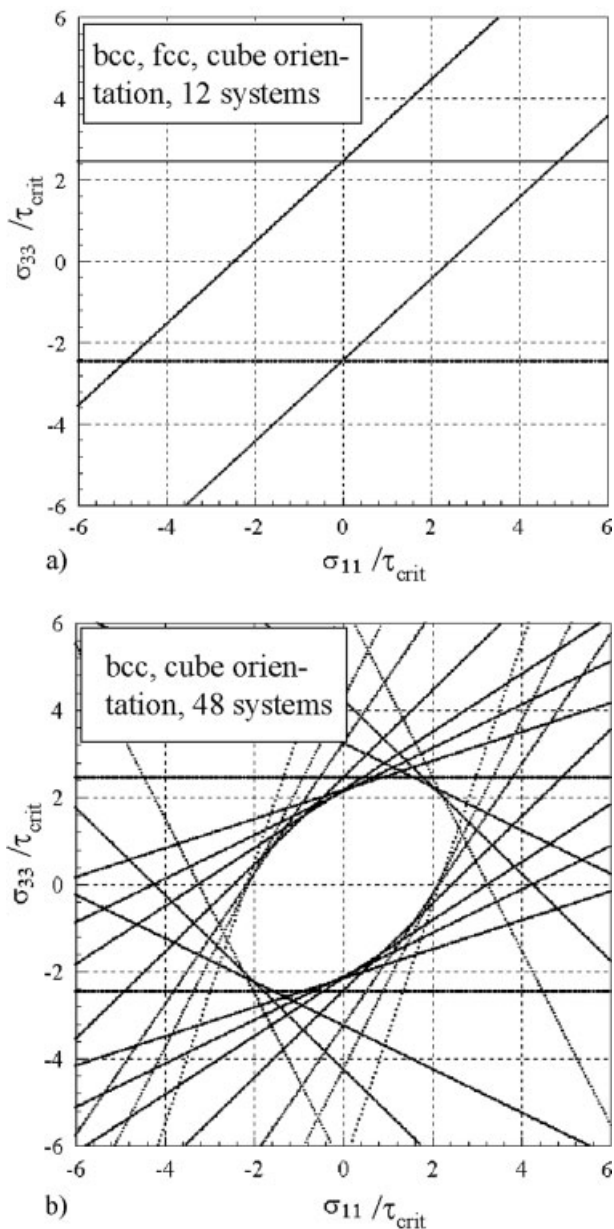 6
4
2
0
-2
-4
-6
σ33 /τcrit
bcc, fcc, cube orien-
tation, 12 systems
-6 -4 -2 0 2 4 6
a)
σ11 /τcrit
6
4
2
0
-2
-4
-6
σ33 /τcrit
bcc, cube orien-
tation, 48 systems
-6 -4 -2 0 2 4 6
b)
σ11 /τcrit